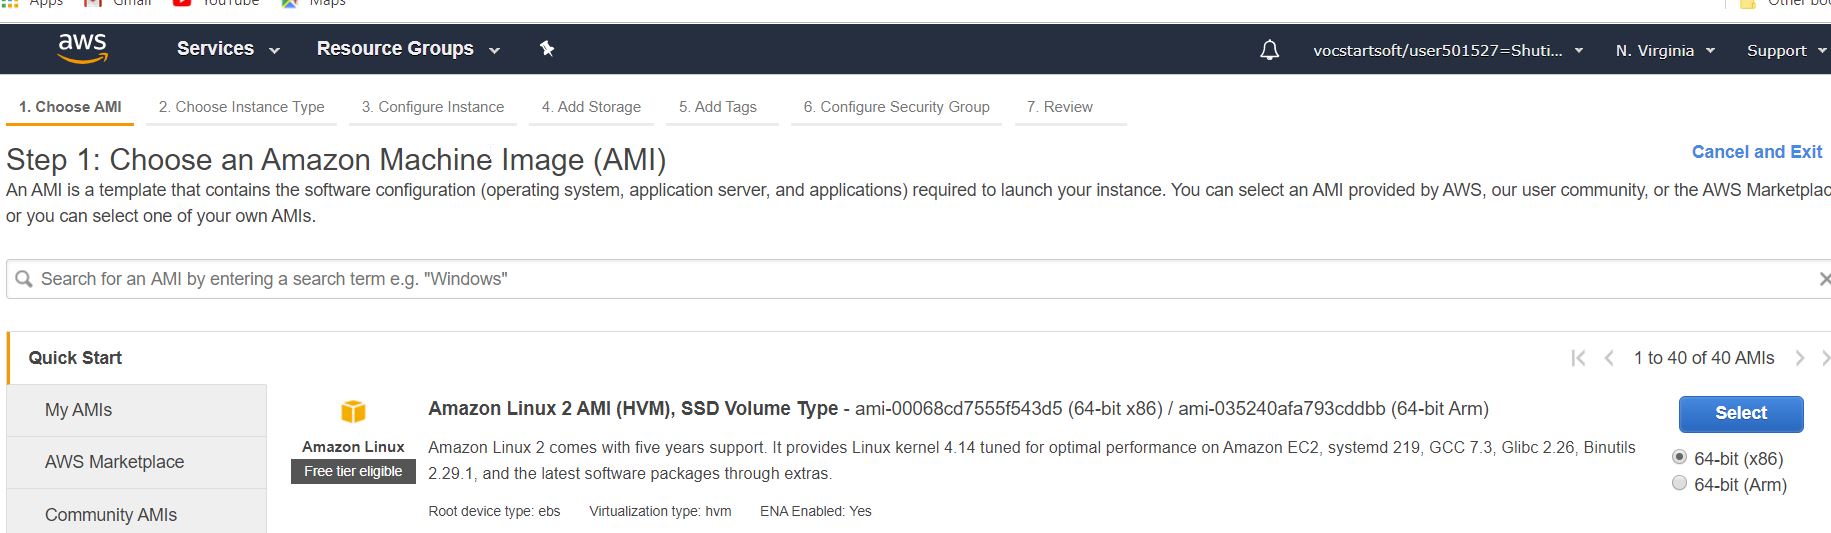 Apps Gmail YouTube Maps
aws Services Resource Groups vocstartsoft/user501527=Shuti... N. Virginia Support
1. Choose AMI 2. Choose Instance Type 3. Configure Instance 4. Add Storage 5. Add Tags 6. Configure Security Group 7. Review
Step 1: Choose an Amazon Machine Image (AMI)
Cancel and Exit
An AMI is a template that contains the software configuration (operating system, application server, and applications) required to launch your instance. You can select an AMI provided by AWS, our user community, or the AWS Marketplac
or you can select one of your own AMIs.
Search for an AMI by entering a search term e.g. "Windows"
Quick Start
1 to 40 of 40 AMIs
My AMIs
AWS Marketplace
Community AMIs
Amazon Linux
Free tier eligible
Amazon Linux 2 AMI (HVM), SSD Volume Type - ami-00068cd7555f543d5 (64-bit x86) / ami-035240afa793cddbb (64-bit Arm)
Amazon Linux 2 comes with five years support. It provides Linux kernel 4.14 tuned for optimal performance on Amazon EC2, systemd 219, GCC 7.3, Glibc 2.26, Binutils
2.29.1, and the latest software packages through extras.
Root device type: ebs Virtualization type: hvm ENA Enabled: Yes
Select
64-bit (x86)
64-bit (Arm)